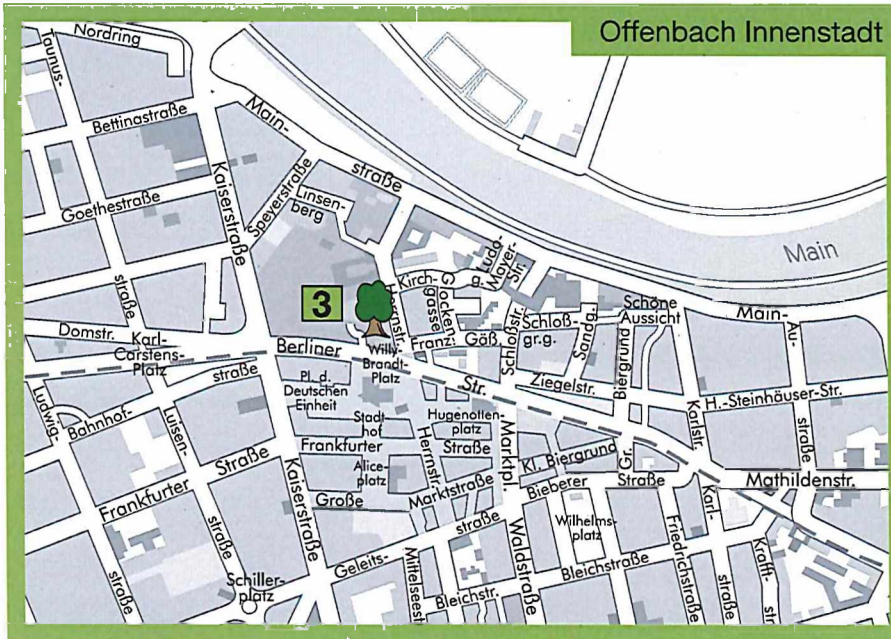 Offenbach Innenstadt
Nordring
Taunus-
straße
straße
Bettinastraße
Main-
straße
Kaiserstraße
Speyerstraße
Linsen-
berg
Goethestraße
Main
Ludo-
Mayer-
Str.
Kirch-
gasse
g.
Glocken
3
Schöne
Aussicht
Main-
Domstr.
Karl-
Carstens-
Platz
Berliner
Str.
Willy-
Brandt-
Platz
Franz.
Gäß.
Schloßstr.
Schloß-
gr.g.
Sandg.
Biergrund
Gr.
Ziegelstr.
Au-
straße
H.-Steinhäuser-Str.
Ludwig-
straße
Bahnhof-
straße
Luisen-
straße
Pl. d.
Deutschen
Einheit
Stadt
hof
Hugenotten-
platz
Frankfurter
Straße
Frankfurter
Straße
Herrnstr.
Marktpl.
Kl. Biergrund
Karlstr.
Kaiserstraße
Alice-
platz
Marktstraße
Bieberer
Straße
Mathildenstr.
Große
Wilhelms-
platz
Karl-
straße
Friedrichstraße
Krafft-
str
Geleits-
straße
Waldstraße
Bleichstraße
Bleichstr.
Mittelseestr
Schiller-
platz